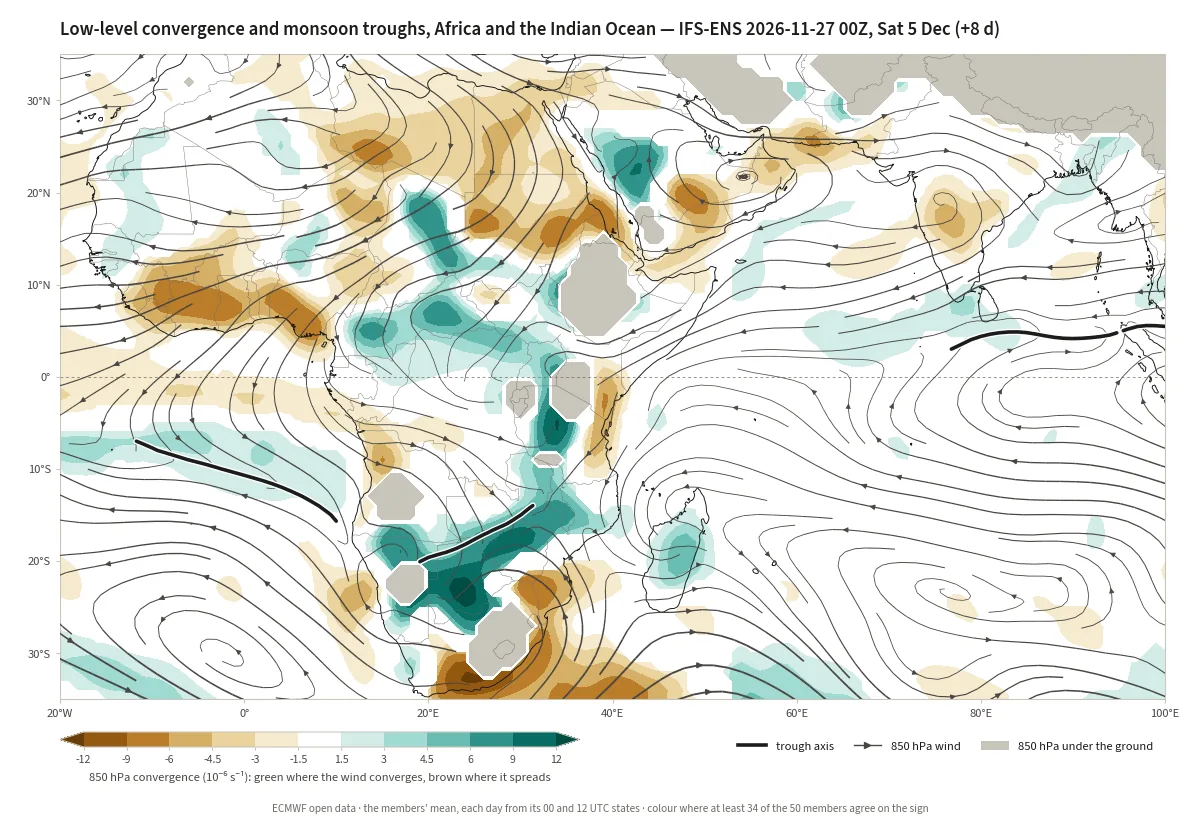 Low-level convergence and monsoon troughs, Africa and the Indian Ocean — IFS-ENS 2026-11-27 00Z, Sat 5 Dec (+8 d)
30°N
20°N
10°N
0°
10°S
20°S
30°S
20°W 0° 20°E 40°E 60°E 80°E 100°E
-12 -9 -6 -4.5 -3 -1.5 1.5 3 4.5 6 9 12
850 hPa convergence (10⁻⁶ s⁻¹): green where the wind converges, brown where it spreads
trough axis 850 hPa wind 850 hPa under the ground
ECMWF open data · the members' mean, each day from its 00 and 12 UTC states · colour where at least 34 of the 50 members agree on the sign